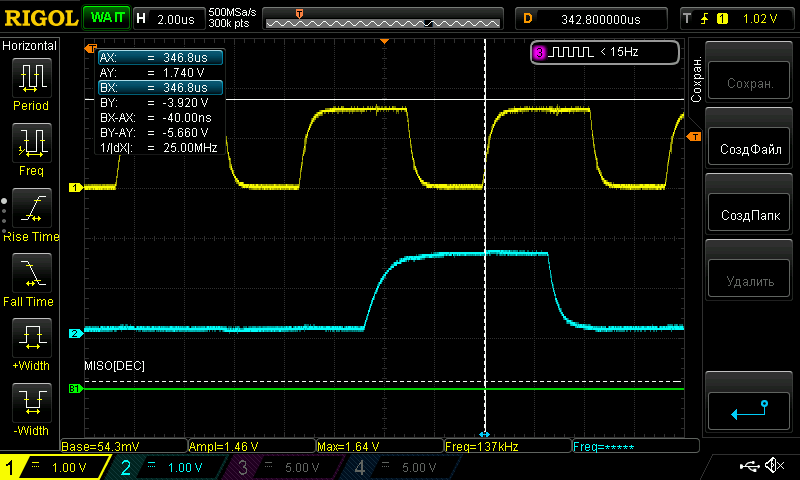 RIGOL WAIT H 2.00us 500MSa/s 300k pts T D 342.800000us T 1 1.02 V
Horizontal
Period
Freq
Rise Time
Fall Time
+Width
-Width
T
AX: = 346.8us
AY: = 1.740 V
BX: = 346.8us
BY: = -3.920 V
BX-AX: = -40.00ns
BY-AY: = -5.660 V
1/|dX|: = 25.00MHz
3 < 15Hz
T
1
2
MISO[DEC]
B1
Сохран.
Сохран.
СоздФайл
СоздПапк
Удалить
Base=54.3mV Ampl=1.46 V Max=1.64 V Freq=137kHz Freq=*****
1 = 1.00 V 2 = 1.00 V 3 = 5.00 V 4 = 5.00 V